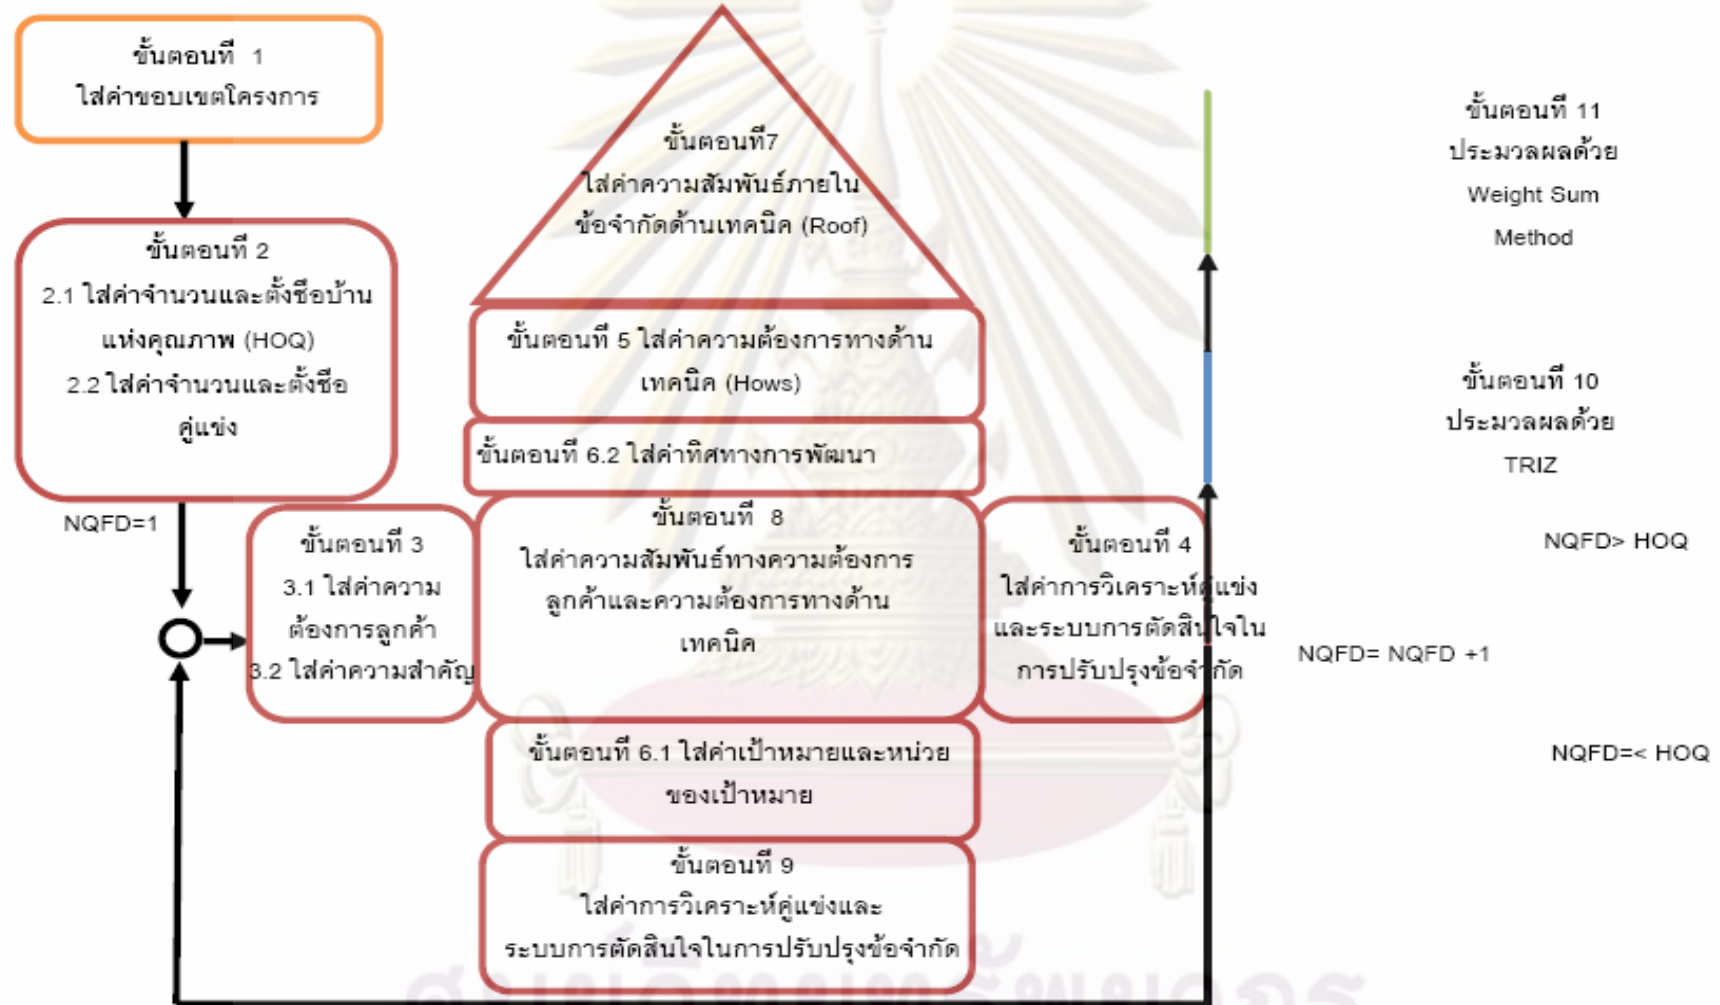 ขั้นตอนที่ 1
ใส่ค่าขอบเขตโครงการ
ขั้นตอนที่ 2
2.1 ใส่ค่าจำนวนและตั้งชื่อบ้าน
แห่งคุณภาพ (HOQ)
2.2 ใส่ค่าจำนวนและตั้งชื่อ
คู่แข่ง
NQFD=1
ขั้นตอนที่ 3
3.1 ใส่ค่าความ
ต้องการลูกค้า
3.2 ใส่ค่าความสำคัญ
ขั้นตอนที่7
ใส่ค่าความสัมพันธ์ภายใน
ข้อจำกัดด้านเทคนิค (Roof)
ขั้นตอนที่ 5 ใส่ค่าความต้องการทางด้าน
เทคนิค (Hows)
ขั้นตอนที่ 6.2 ใส่ค่าทิศทางการพัฒนา
ขั้นตอนที่ 8
ใส่ค่าความสัมพันธ์ทางความต้องการ
ลูกค้าและความต้องการทางด้าน
เทคนิค
ขั้นตอนที่ 6.1 ใส่ค่าเป้าหมายและหน่วย
ของเป้าหมาย
ขั้นตอนที่ 9
ใส่ค่าการวิเคราะห์คู่แข่งและ
ระบบการตัดสินใจในการปรับปรุงข้อจำกัด
ขั้นตอนที่ 4
ใส่ค่าการวิเคราะห์คู่แข่ง
และระบบการตัดสินใจใน
การปรับปรุงข้อจำกัด
ขั้นตอนที่ 11
ประมวลผลด้วย
Weight Sum
Method
ขั้นตอนที่ 10
ประมวลผลด้วย
TRIZ
NQFD> HOQ
NQFD= NQFD +1
NQFD=< HOQ